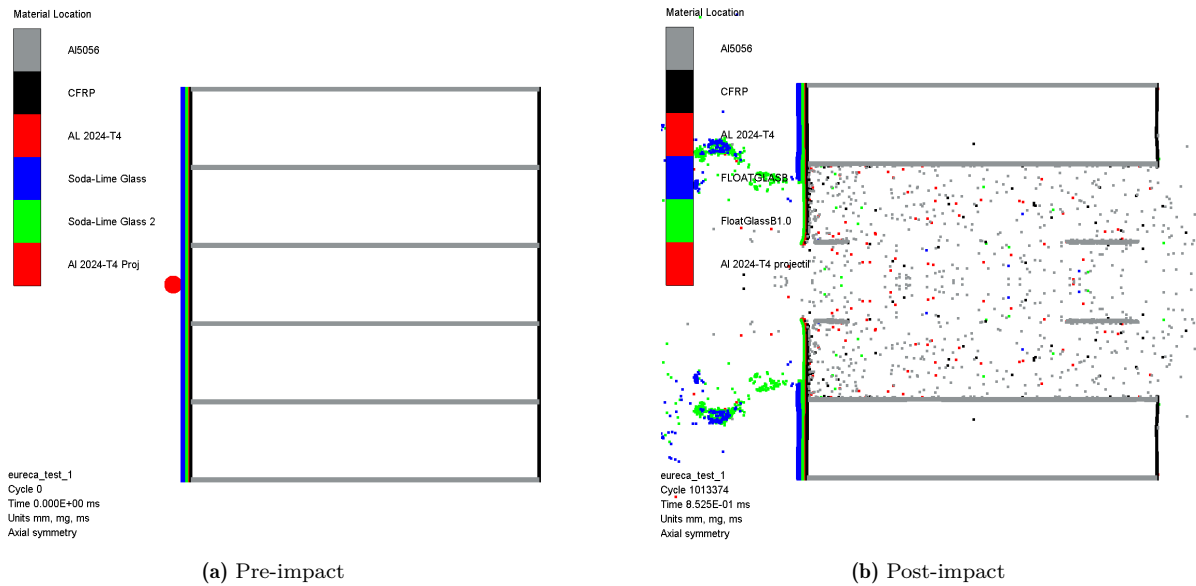 Material Location
Al5056
CFRP
AL 2024-T4
Soda-Lime Glass
Soda-Lime Glass 2
Al 2024-T4 Proj
eureca_test_1
Cycle 0
Time 0.000E+00 ms
Units mm, mg, ms
Axial symmetry
(a) Pre-impact
Material Location
Al5056
CFRP
AL 2024-T4
FLOATGLASB
FloatGlassB1.0
Al 2024-T4 projectil
eureca_test_1
Cycle 1013374
Time 8.525E-01 ms
Units mm, mg, ms
Axial symmetry
(b) Post-impact